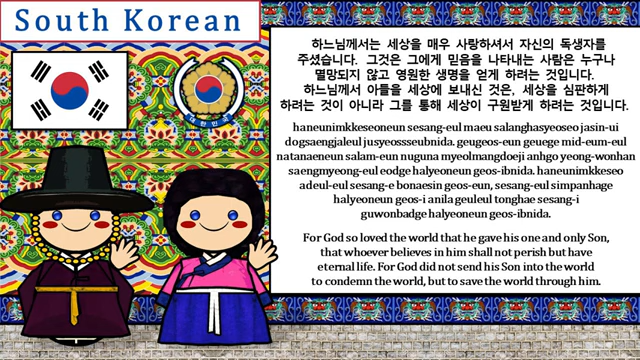 South Korean
대한민국
하느님께서는 세상을 매우 사랑하셔서 자신의 독생자를
주셨습니다. 그것은 그에게 믿음을 나타내는 사람은 누구나
멸망되지 않고 영원한 생명을 얻게 하려는 것입니다.
하느님께서 아들을 세상에 보내신 것은, 세상을 심판하게
하려는 것이 아니라 그를 통해 세상이 구원받게 하려는 것입니다.
haneunimkkeseoneun sesang-eul maeu salanghasyeoseo jasin-ui
dogsaengjaleul jusyeossseubnida. geugeos-eun geuege mid-eum-eul
natanaeneun salam-eun nuguna myeolmangdoeji anhgo yeong-wonhan
saengmyeong-eul eodge halyeoneun geos-ibnida. haneunimkkeseo
adeul-eul sesang-e bonaesin geos-eun, sesang-eul simpanhage
halyeoneun geos-i anila geuleul tonghae sesang-i
guwonbadge halyeoneun geos-ibnida.
For God so loved the world that he gave his one and only Son,
that whoever believes in him shall not perish but have
eternal life. For God did not send his Son into the world
to condemn the world, but to save the world through him.